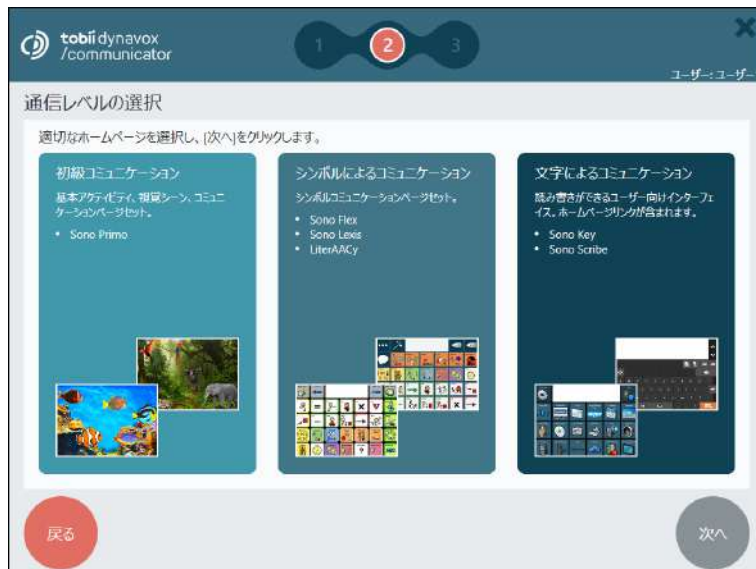 tobii dynavox
/communicator
1
2
3
ユーザー: ユーザー
通信レベルの選択
適切なホームページを選択し、[次へ]をクリックします。
初級コミュニケーション
基本アクティビティ、視覚シーン、コミュニ
ケーションページセット。
• Sono Primo
シンボルによるコミュニケーション
シンボルコミュニケーションページセット。
• Sono Flex
• Sono Lexis
• LiterAACy
文字によるコミュニケーション
読み書きができるユーザー向けインターフェ
イス。ホームページリンクが含まれます。
• Sono Key
• Sono Scribe
戻る
次へ